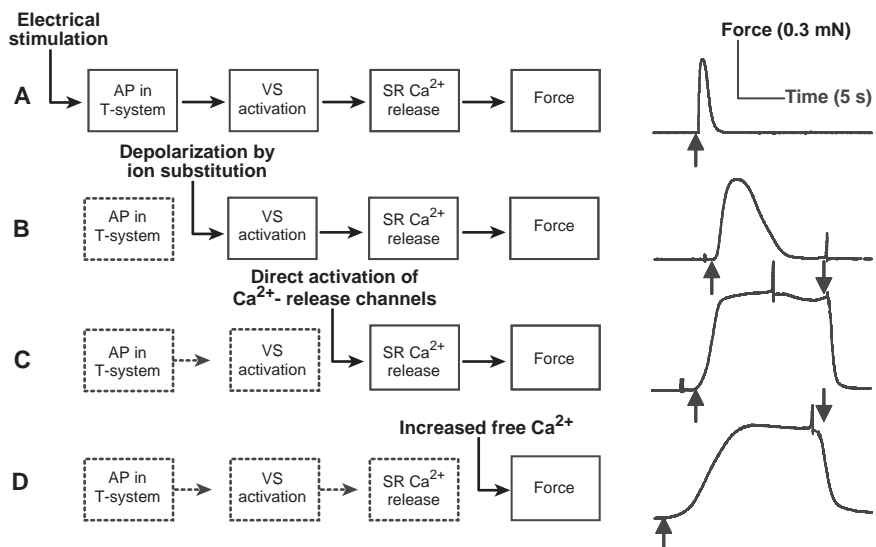 Electrical
stimulation
Force (0.3 mN)
Time (5 s)
A
AP in
T-system
VS
activation
SR Ca²⁺
release
Force
Depolarization by
ion substitution
B
AP in
T-system
VS
activation
SR Ca²⁺
release
Force
Direct activation of
Ca²⁺- release channels
C
AP in
T-system
VS
activation
SR Ca²⁺
release
Force
Increased free Ca²⁺
D
AP in
T-system
VS
activation
SR Ca²⁺
release
Force